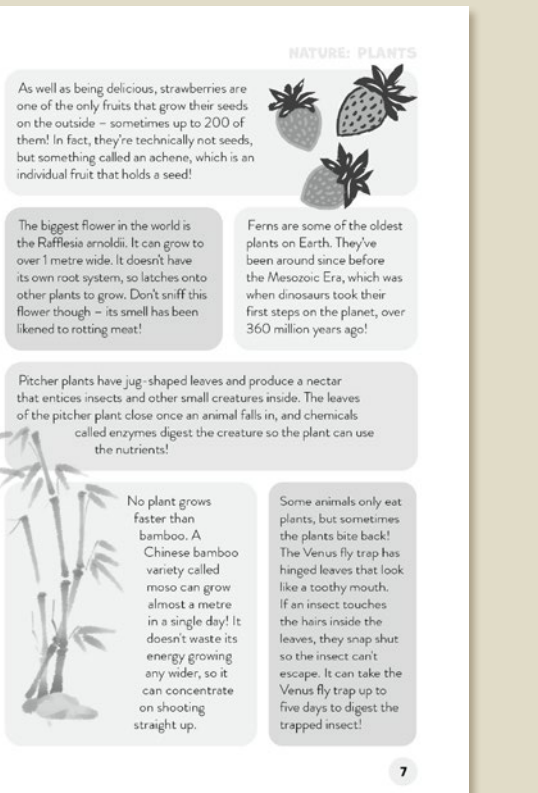 NATURE: PLANTS
As well as being delicious, strawberries are
one of the only fruits that grow their seeds
on the outside – sometimes up to 200 of
them! In fact, they're technically not seeds,
but something called an achene, which is an
individual fruit that holds a seed!
The biggest flower in the world is
the Rafflesia arnoldii. It can grow to
over 1 metre wide. It doesn't have
its own root system, so latches onto
other plants to grow. Don't sniff this
flower though – its smell has been
likened to rotting meat!
Ferns are some of the oldest
plants on Earth. They've
been around since before
the Mesozoic Era, which was
when dinosaurs took their
first steps on the planet, over
360 million years ago!
Pitcher plants have jug-shaped leaves and produce a nectar
that entices insects and other small creatures inside. The leaves
of the pitcher plant close once an animal falls in, and chemicals
called enzymes digest the creature so the plant can use
the nutrients!
No plant grows
faster than
bamboo. A
Chinese bamboo
variety called
moso can grow
almost a metre
in a single day! It
doesn't waste its
energy growing
any wider, so it
can concentrate
on shooting
straight up.
Some animals only eat
plants, but sometimes
the plants bite back!
The Venus fly trap has
hinged leaves that look
like a toothy mouth.
If an insect touches
the hairs inside the
leaves, they snap shut
so the insect can't
escape. It can take the
Venus fly trap up to
five days to digest the
trapped insect!
7